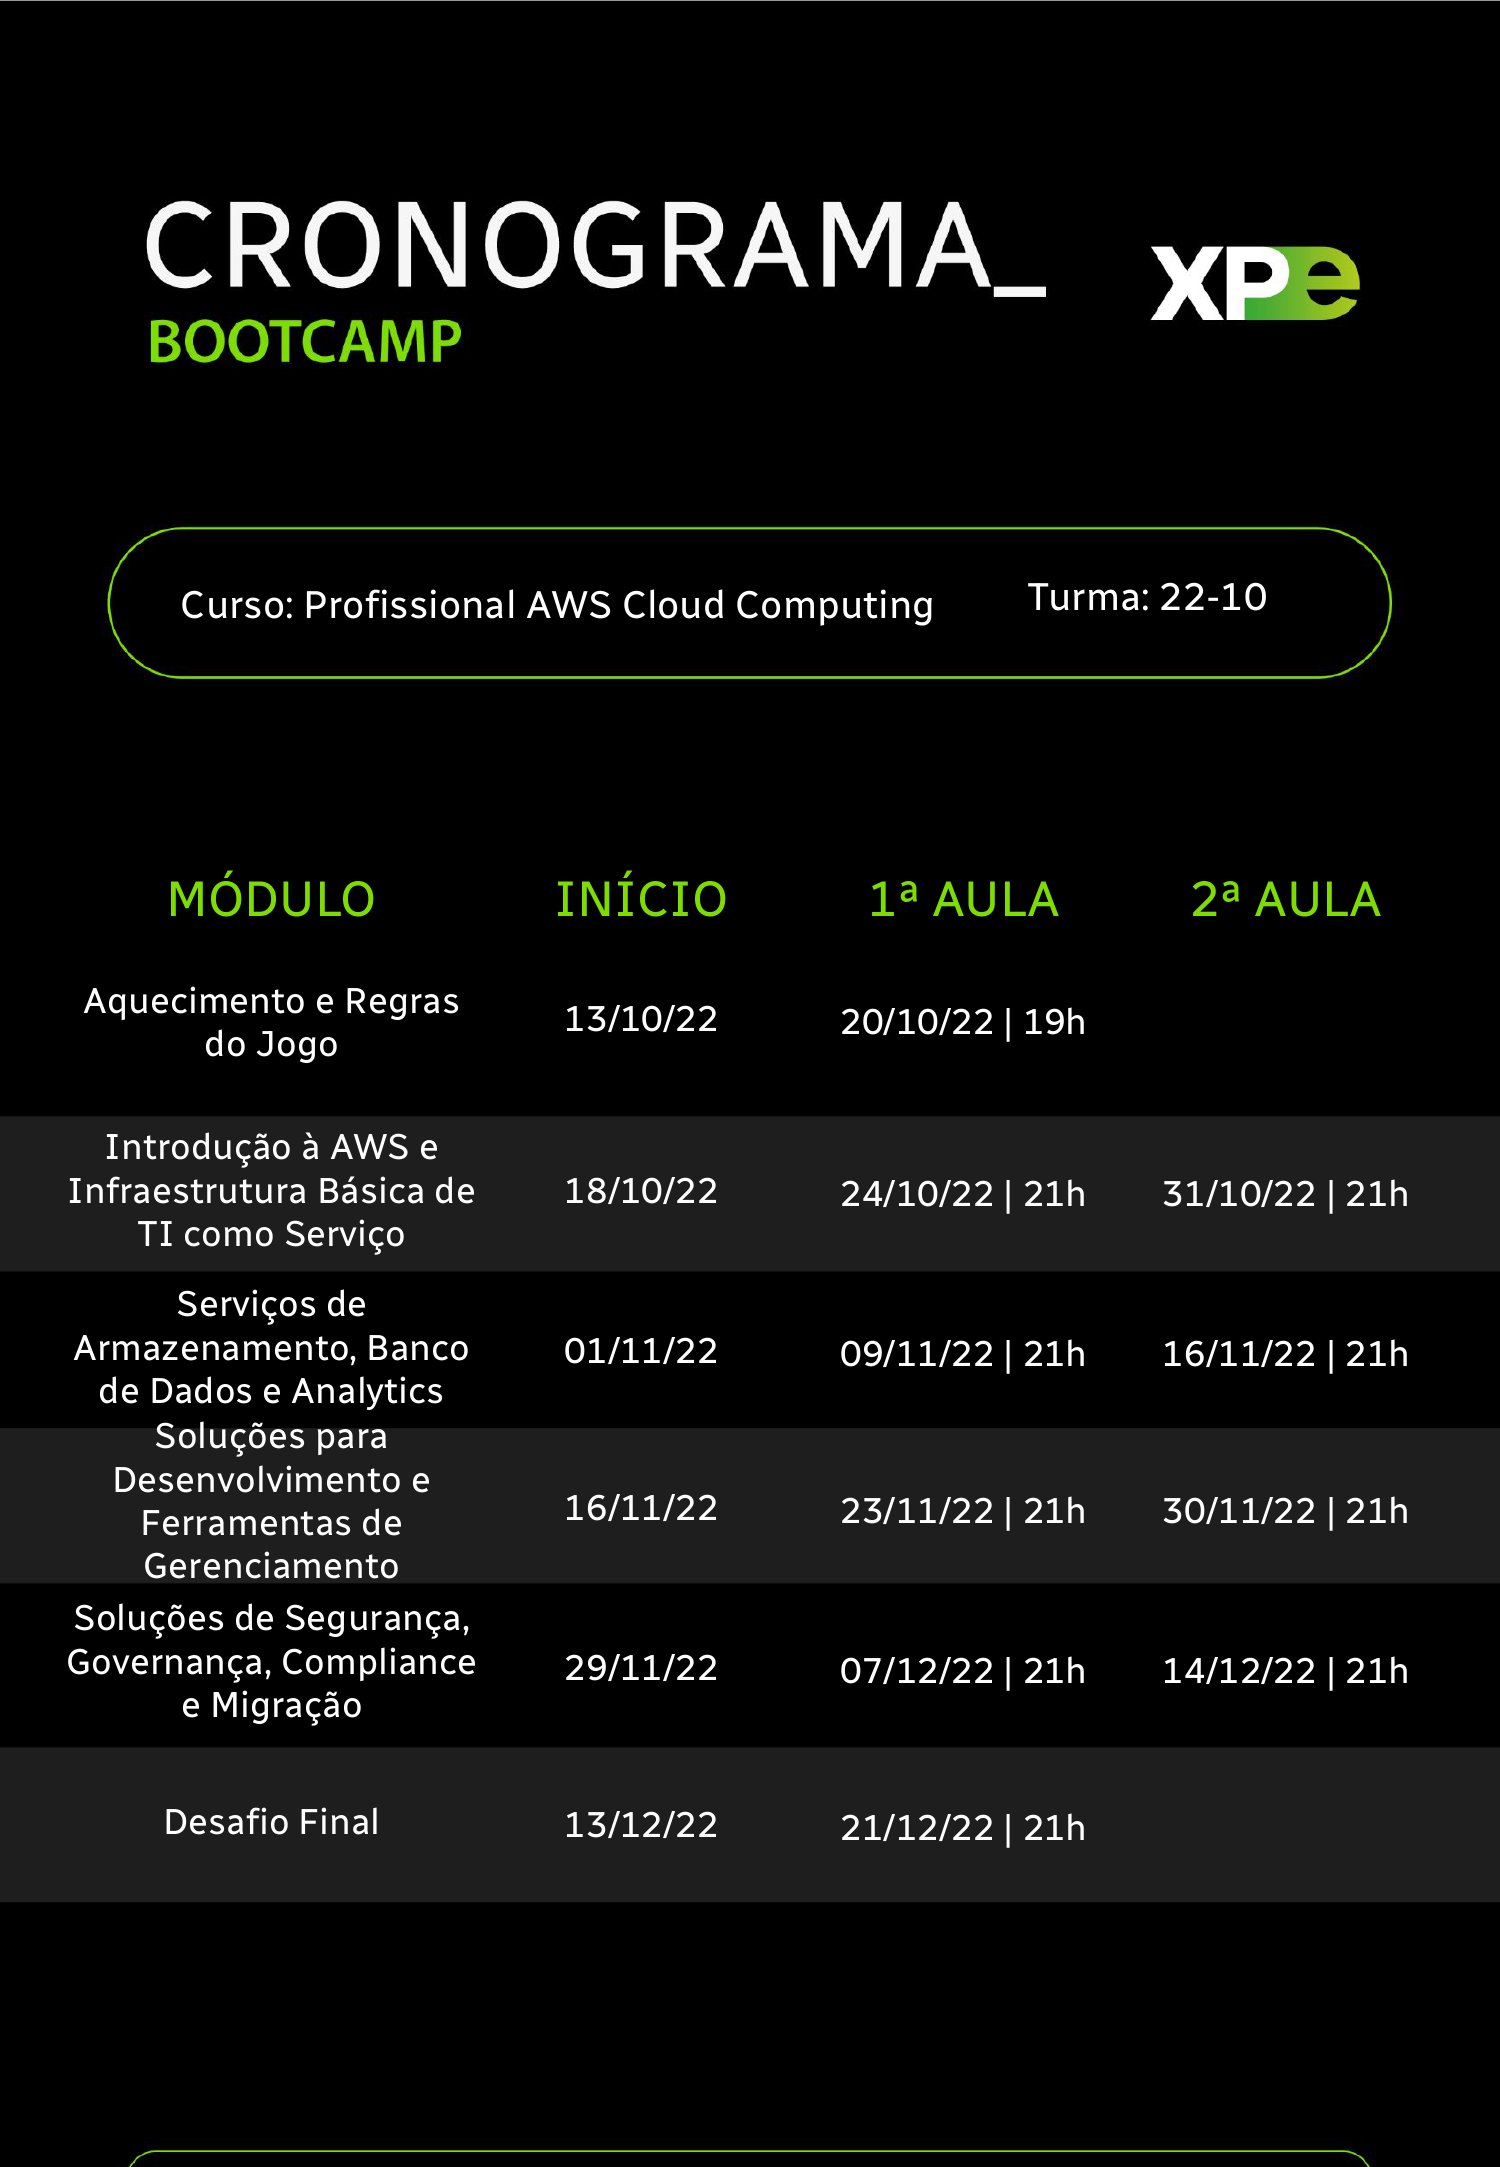 CRONOGRAMA_
BOOTCAMP
XPe
Curso: Profissional AWS Cloud Computing
Turma: 22-10
MÓDULO INÍCIO 1ª AULA 2ª AULA
Aquecimento e Regras
do Jogo
13/10/22 20/10/22 | 19h
Introdução à AWS e
Infraestrutura Básica de
TI como Serviço
18/10/22 24/10/22 | 21h 31/10/22 | 21h
Serviços de
Armazenamento, Banco
de Dados e Analytics
01/11/22 09/11/22 | 21h 16/11/22 | 21h
Soluções para
Desenvolvimento e
Ferramentas de
Gerenciamento
16/11/22 23/11/22 | 21h 30/11/22 | 21h
Soluções de Segurança,
Governança, Compliance
e Migração
29/11/22 07/12/22 | 21h 14/12/22 | 21h
Desafio Final 13/12/22 21/12/22 | 21h